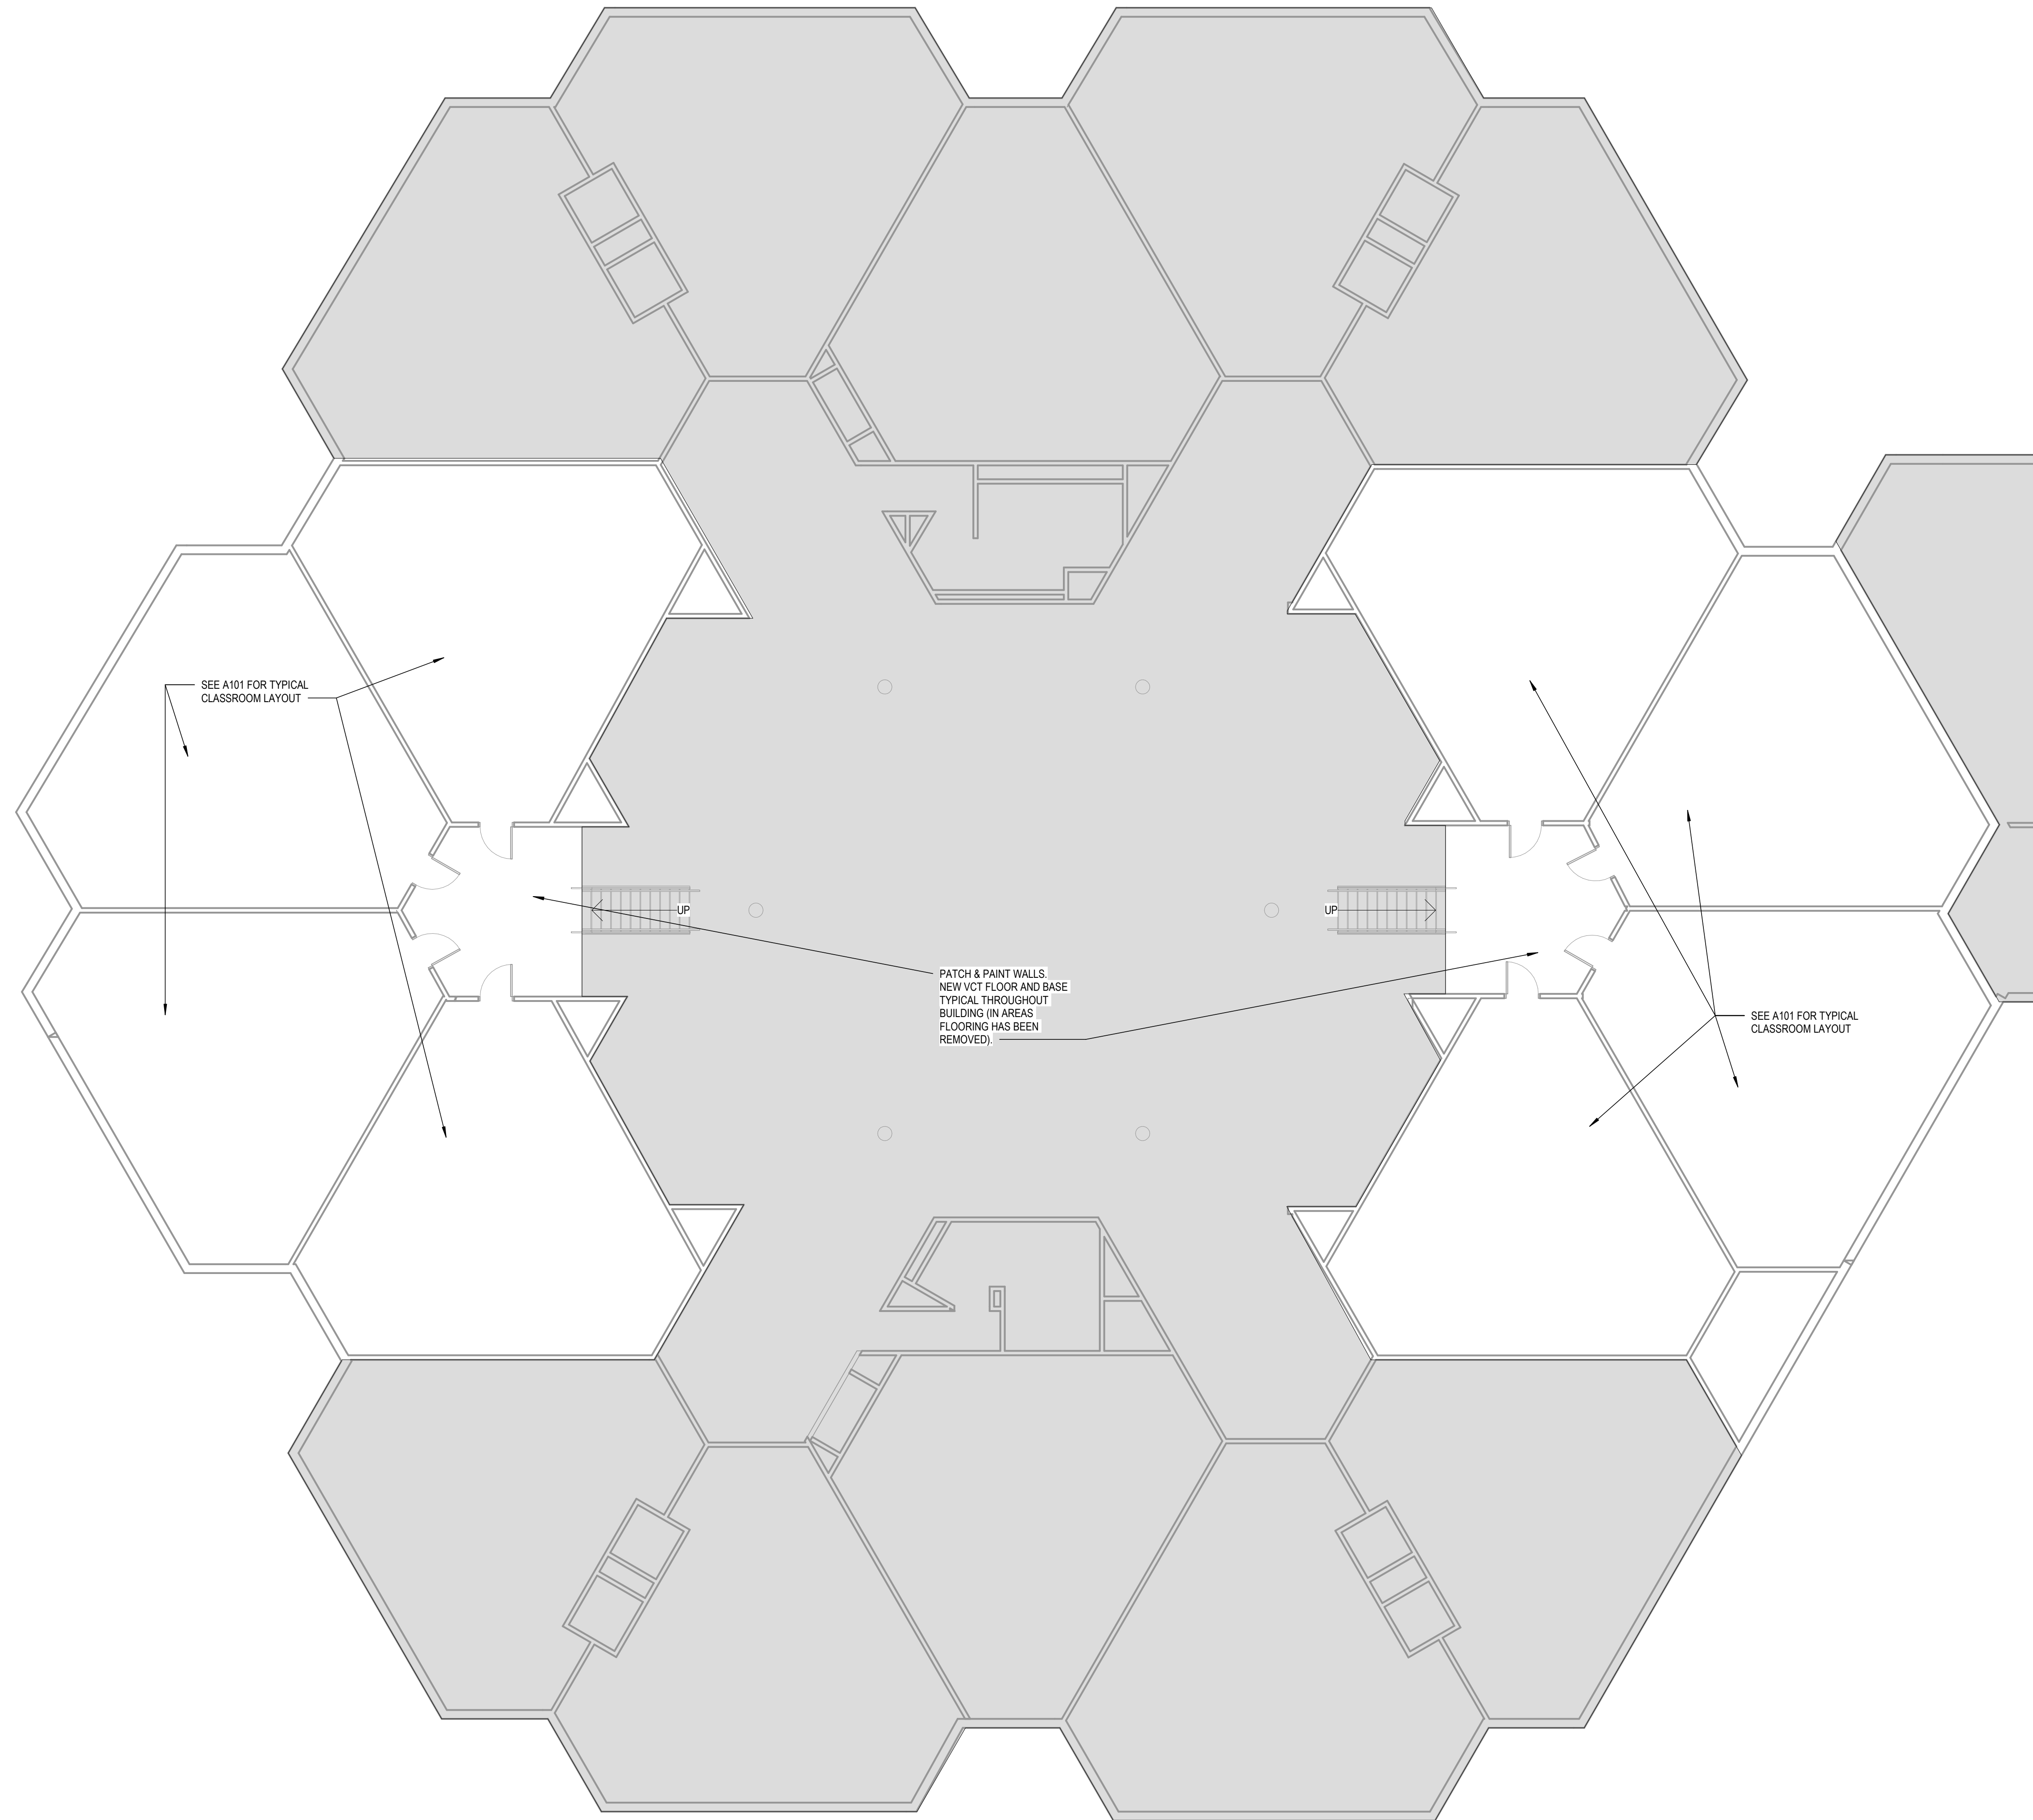 SEE A101 FOR TYPICAL
CLASSROOM LAYOUT
UP
UP
PATCH & PAINT WALLS.
NEW VCT FLOOR AND BASE
TYPICAL THROUGHOUT
BUILDING (IN AREAS
FLOORING HAS BEEN
REMOVED).
SEE A101 FOR TYPICAL
CLASSROOM LAYOUT